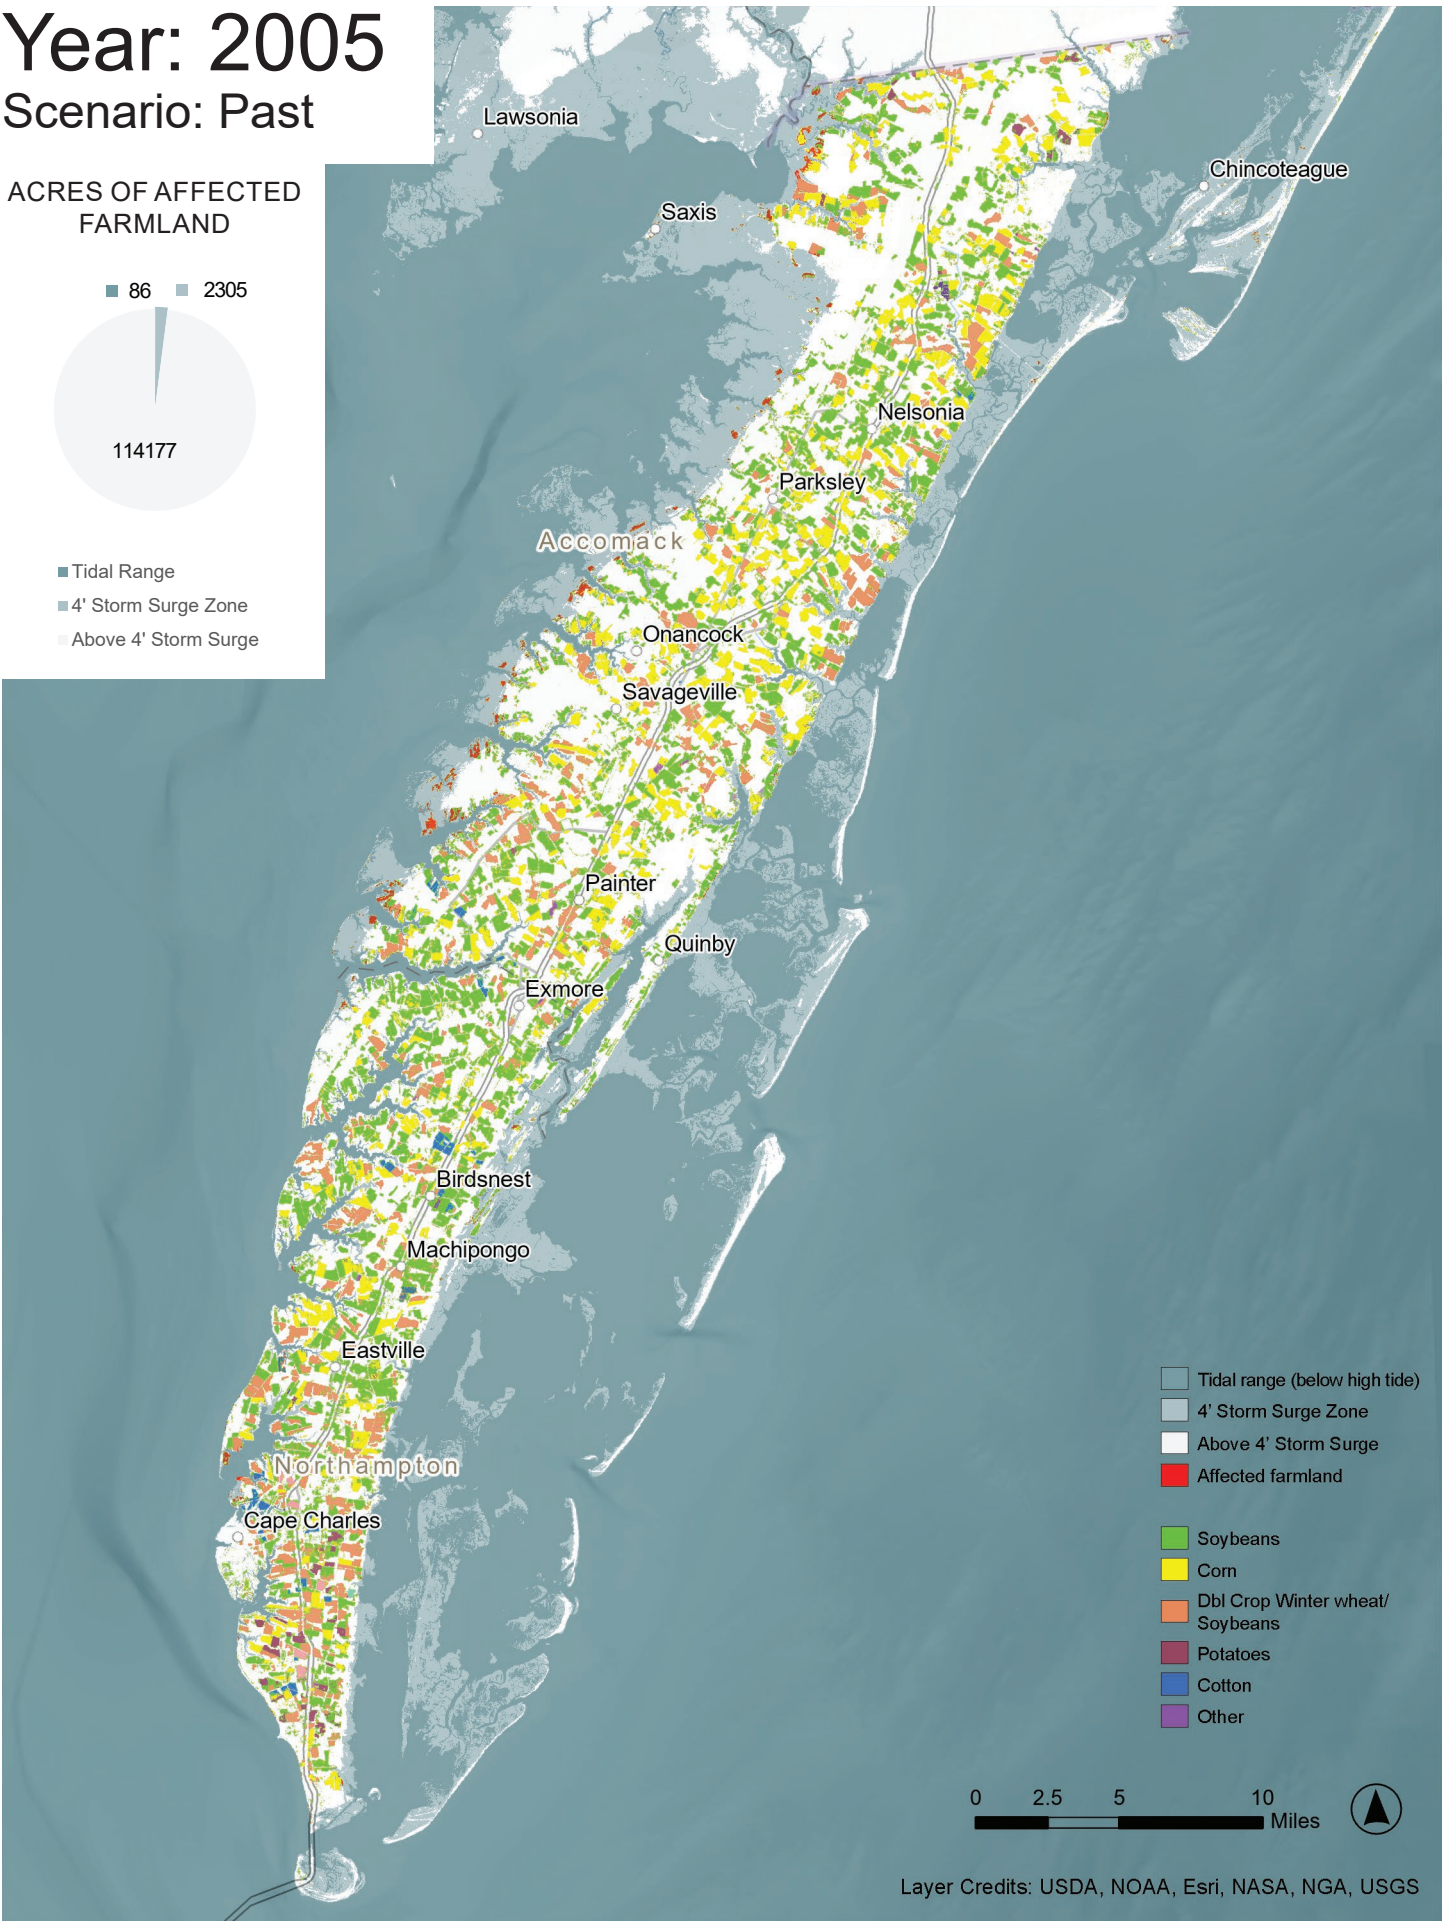 Year: 2005
Scenario: Past
ACRES OF AFFECTED
FARMLAND
86 2305
114177
Tidal Range
4' Storm Surge Zone
Above 4' Storm Surge
Lawsonia
Chincoteague
Saxis
Nelsonia
Parksley
Accomack
Onancock
Savageville
Painter
Quinby
Exmore
Birdsnest
Machipongo
Eastville
Northampton
Cape Charles
Tidal range (below high tide)
4’ Storm Surge Zone
Above 4’ Storm Surge
Affected farmland
Soybeans
Corn
Dbl Crop Winter wheat/
Soybeans
Potatoes
Cotton
Other
0 2.5 5 10
Miles
Layer Credits: USDA, NOAA, Esri, NASA, NGA, USGS